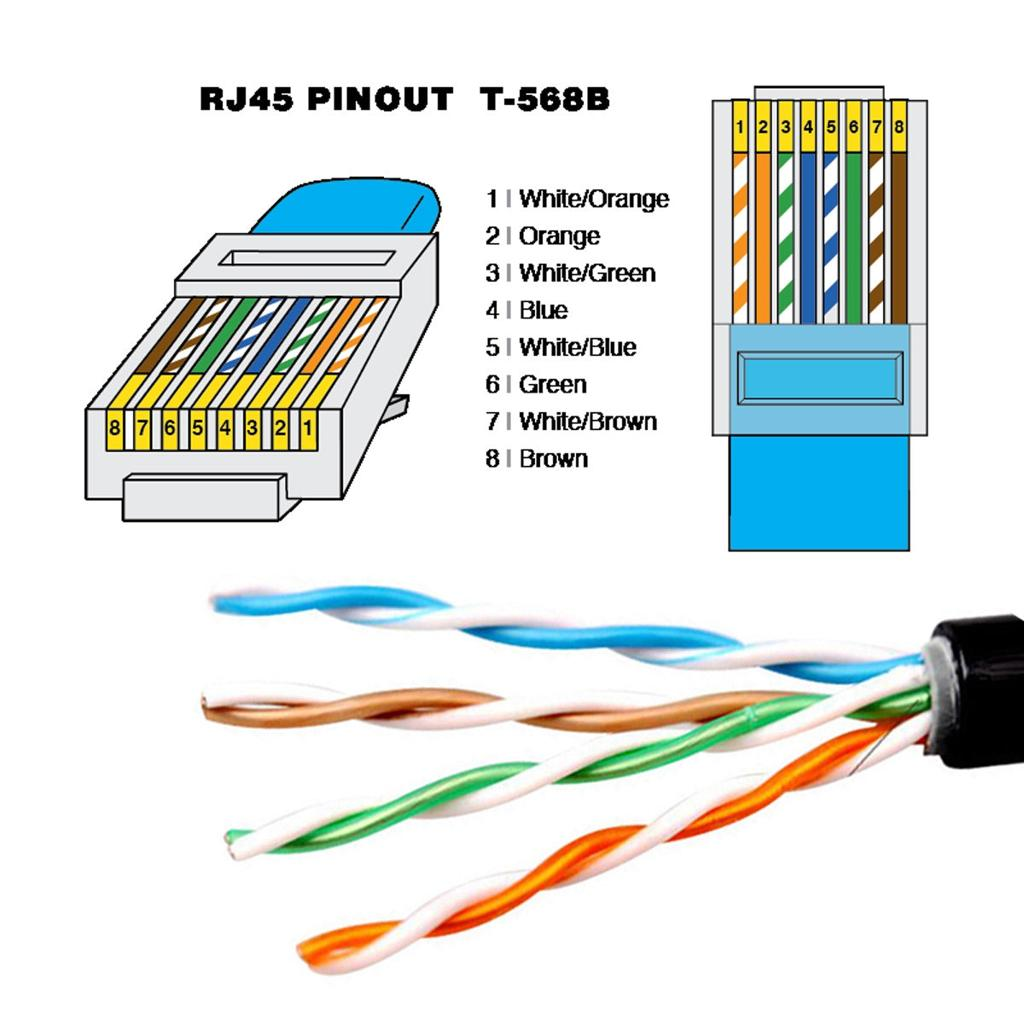 RJ45 PINOUT T-568B
1 | White/Orange
2 | Orange
3 | White/Green
4 | Blue
5 | White/Blue
6 | Green
7 | White/Brown
8 | Brown
1 2 3 4 5 6 7 8
8 7 6 5 4 3 2 1